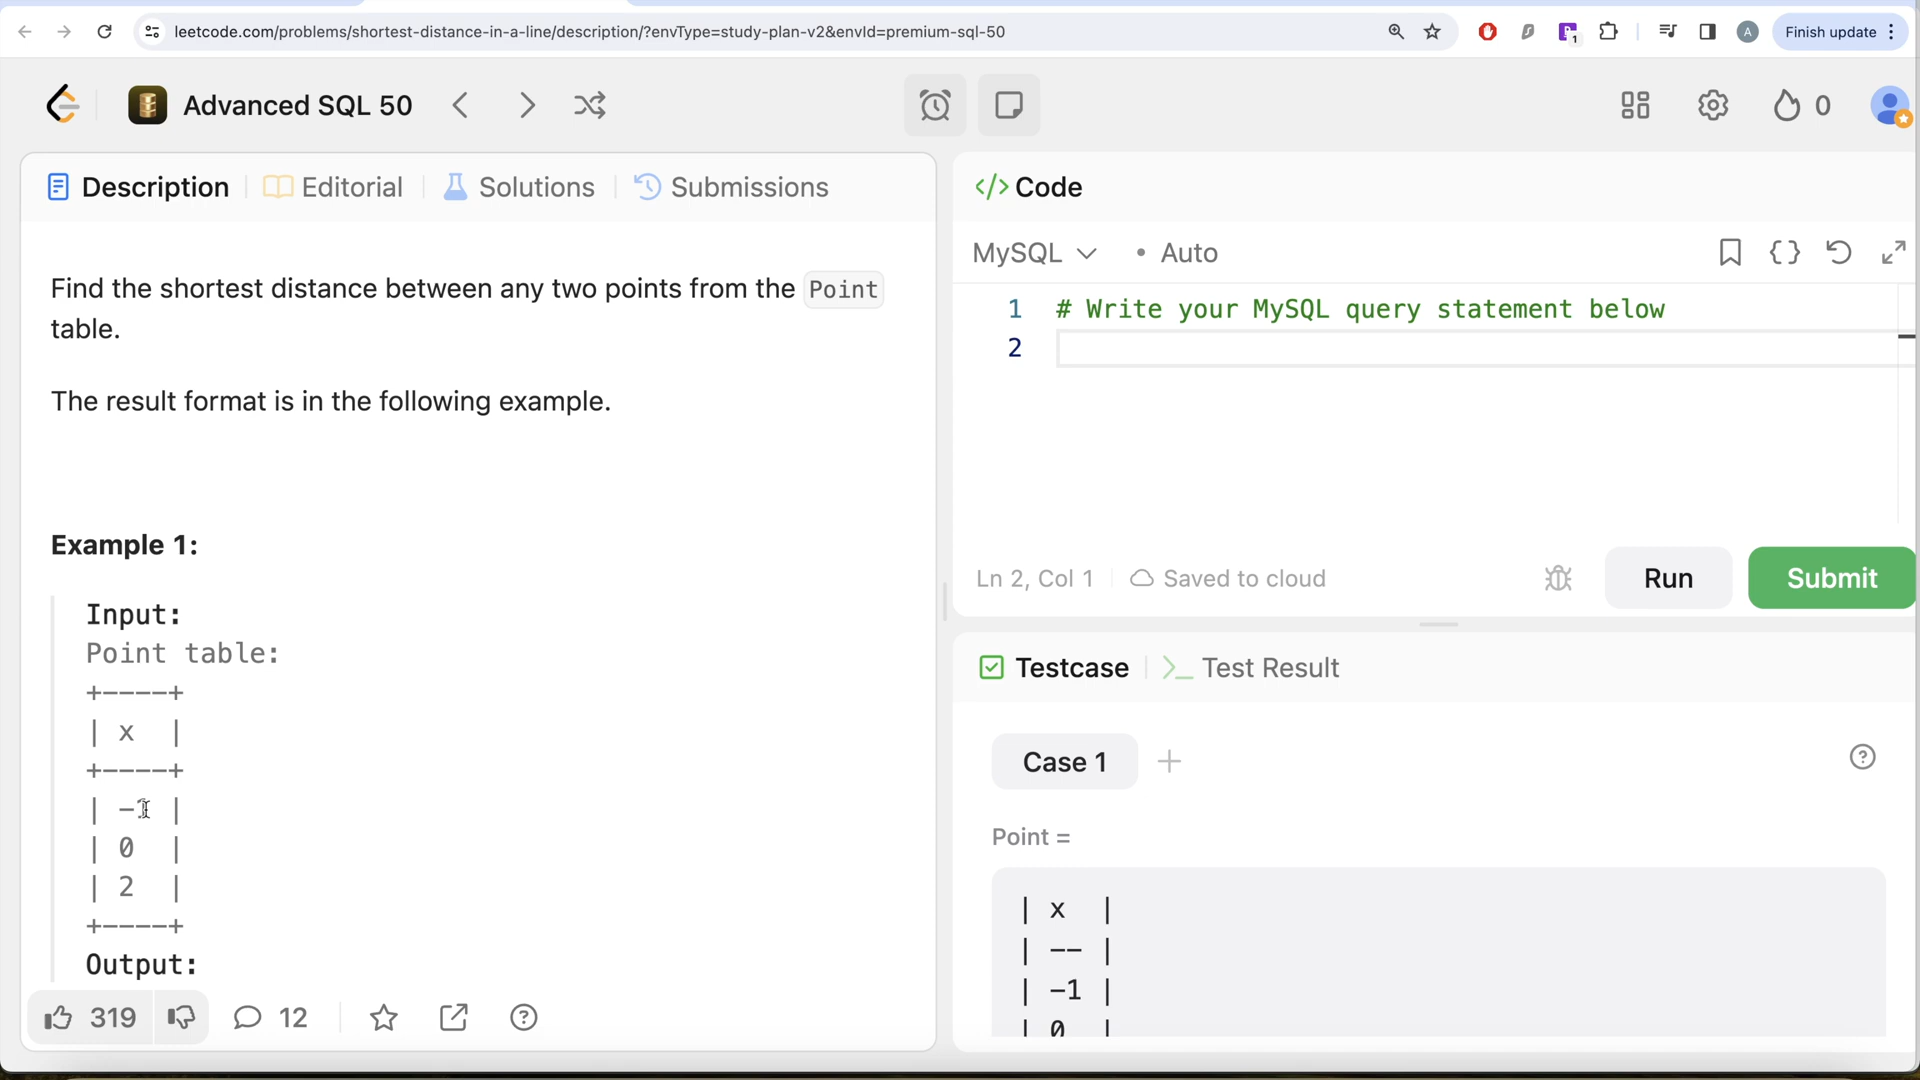 leetcode.com/problems/shortest-distance-in-a-line/description/?envType=study-plan-v2&envId=premium-sql-50
1
A
Finish update
Advanced SQL 50
0
Description
Editorial
Solutions
Submissions
Find the shortest distance between any two points from the Point
table.
The result format is in the following example.
Example 1:
Input:
Point table:
+----+
| x |
+----+
| -1 |
| 0 |
| 2 |
+----+
Output:
319
12
</> Code
MySQL
• Auto
1 # Write your MySQL query statement below
2
Ln 2, Col 1
Saved to cloud
Run
Submit
Testcase
Test Result
Case 1
Point =
| x |
| -- |
| -1 |
| 0 |